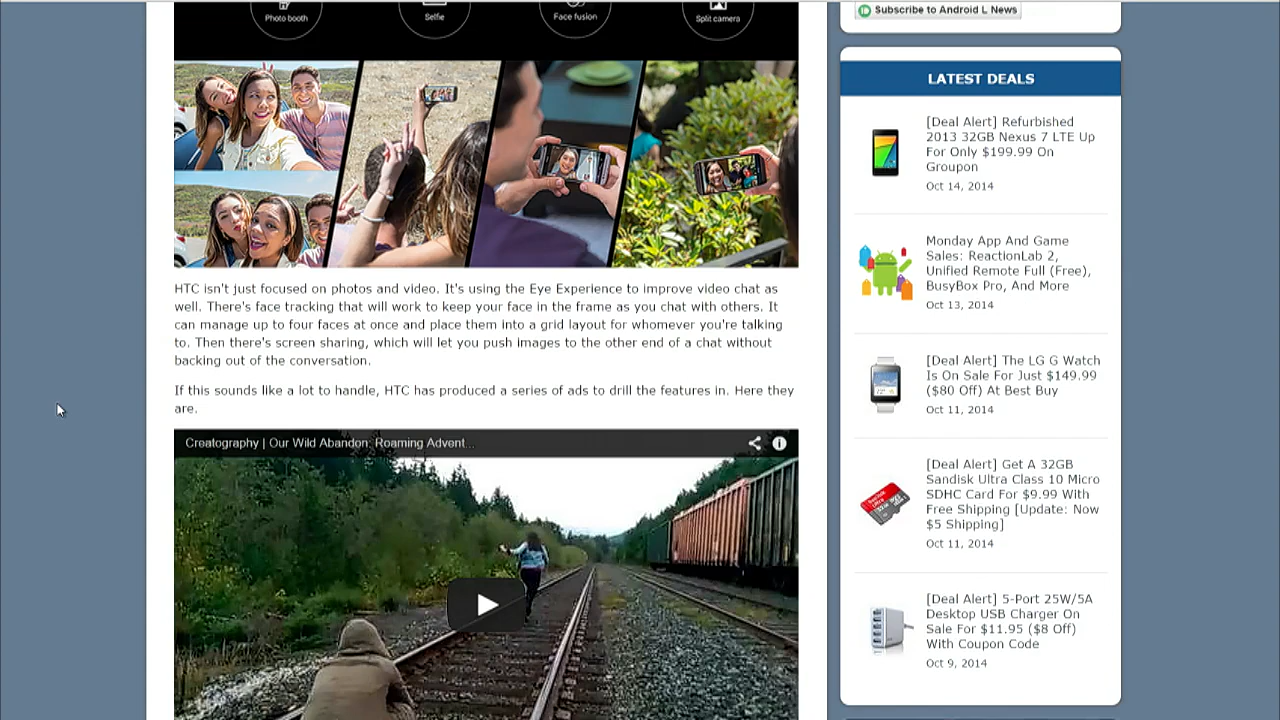 Photo booth
Selfie
Face fusion
Split camera
HTC isn't just focused on photos and video. It's using the Eye Experience to improve video chat as
well. There's face tracking that will work to keep your face in the frame as you chat with others. It
can manage up to four faces at once and place them into a grid layout for whomever you're talking
to. Then there's screen sharing, which will let you push images to the other end of a chat without
backing out of the conversation.
If this sounds like a lot to handle, HTC has produced a series of ads to drill the features in. Here they
are.
Creatography | Our Wild Abandon: Roaming Advent...
Subscribe to Android L News
LATEST DEALS
[Deal Alert] Refurbished
2013 32GB Nexus 7 LTE Up
For Only $199.99 On
Groupon
Oct 14, 2014
Monday App And Game
Sales: ReactionLab 2,
Unified Remote Full (Free),
BusyBox Pro, And More
Oct 13, 2014
[Deal Alert] The LG G Watch
Is On Sale For Just $149.99
($80 Off) At Best Buy
Oct 11, 2014
[Deal Alert] Get A 32GB
Sandisk Ultra Class 10 Micro
SDHC Card For $9.99 With
Free Shipping [Update: Now
$5 Shipping]
Oct 11, 2014
[Deal Alert] 5-Port 25W/5A
Desktop USB Charger On
Sale For $11.95 ($8 Off)
With Coupon Code
Oct 9, 2014